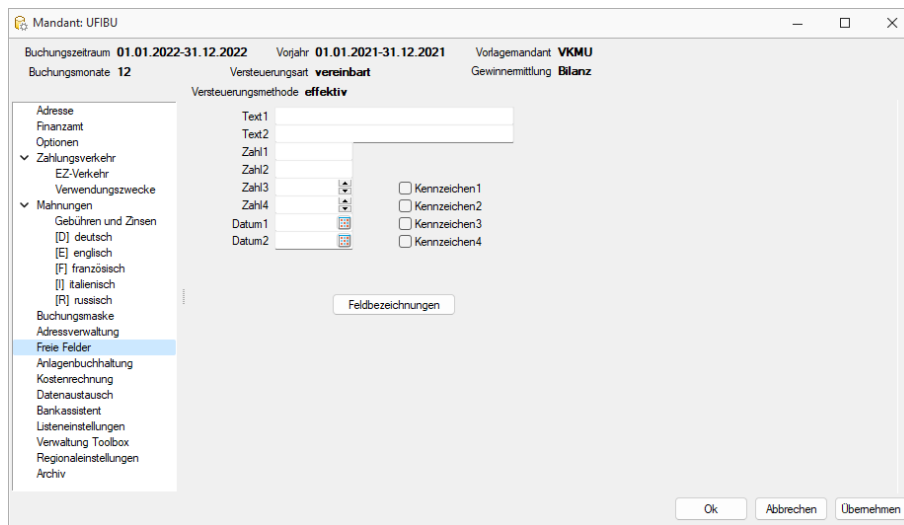 Mandant: UFIBU
Buchungszeitraum 01.01.2022-31.12.2022 Vorjahr 01.01.2021-31.12.2021 Vorlagemandant VKMU
Buchungsmonate 12 Versteuerungsart vereinbart Gewinnermittlung Bilanz
Versteuerungsmethode effektiv
Adresse
Finanzamt
Optionen
Zahlungsverkehr
EZ-Verkehr
Verwendungszwecke
Mahnungen
Gebühren und Zinsen
[D] deutsch
[E] englisch
[F] französisch
[I] italienisch
[R] russisch
Buchungsmaske
Adressverwaltung
Freie Felder
Anlagenbuchhaltung
Kostenrechnung
Datenaustausch
Bankassistent
Listeneinstellungen
Verwaltung Toolbox
Regionaleinstellungen
Archiv
Text1
Text2
Zahl1
Zahl2
Zahl3 Kennzeichen1
Zahl4 Kennzeichen2
Datum1 Kennzeichen3
Datum2 Kennzeichen4
Feldbezeichnungen
Ok Abbrechen Übernehmen